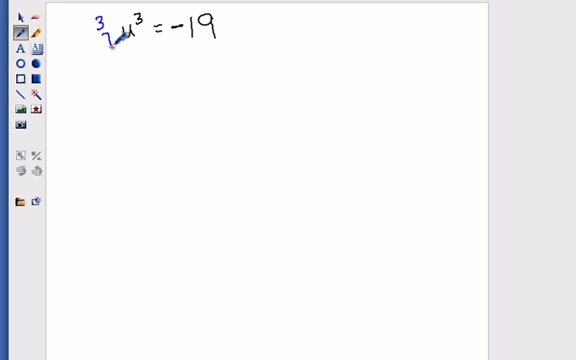 ³√u³ = -19